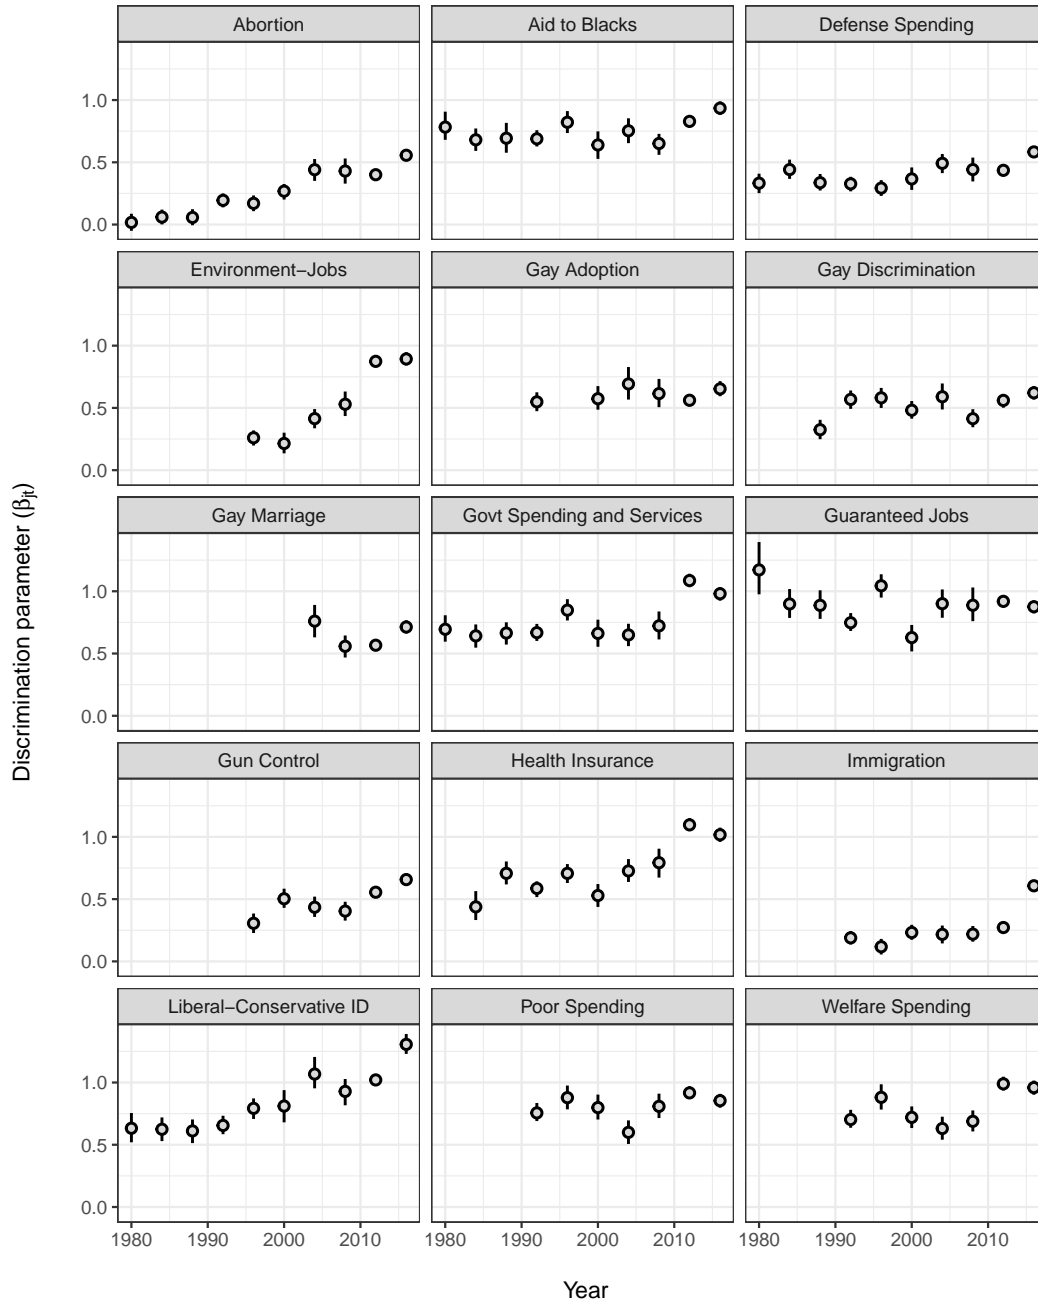 Abortion
Aid to Blacks
Defense Spending
1.0
0.5
0.0
Environment−Jobs
Gay Adoption
Gay Discrimination
1.0
0.5
0.0
Gay Marriage
Govt Spending and Services
Guaranteed Jobs
1.0
0.5
0.0
Gun Control
Health Insurance
Immigration
1.0
0.5
0.0
Liberal−Conservative ID
Poor Spending
Welfare Spending
1.0
0.5
0.0
1980 1990 2000 2010
1980 1990 2000 2010
1980 1990 2000 2010
Year
Discrimination parameter (βjt)